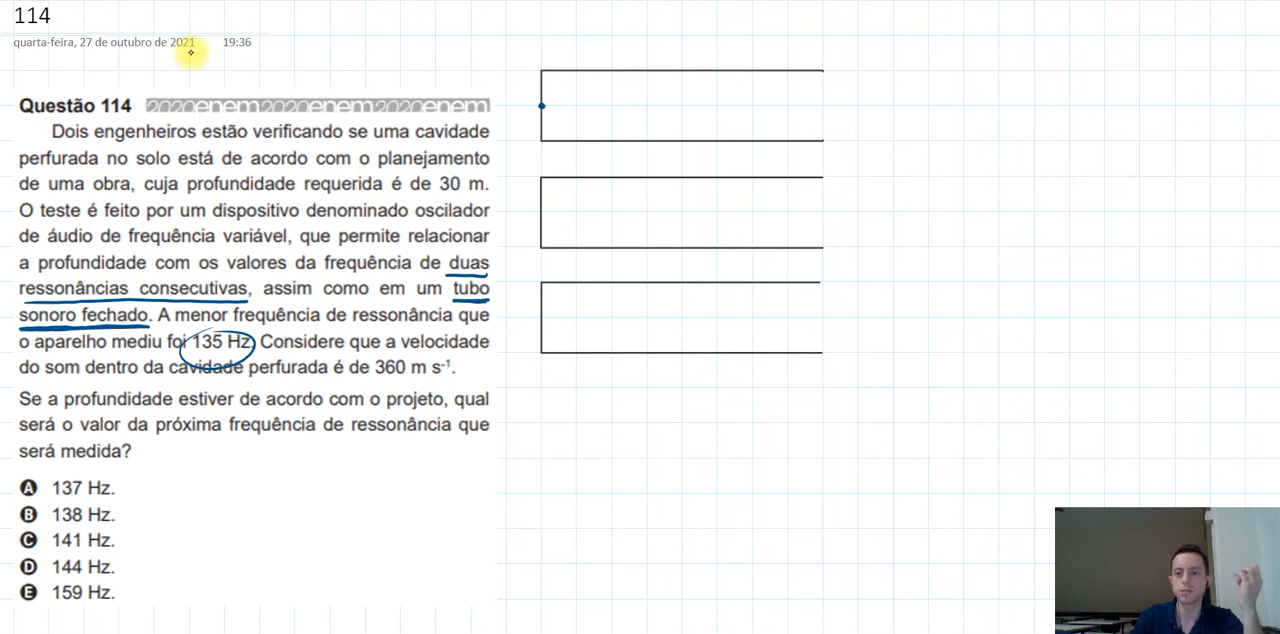 114
quarta-feira, 27 de outubro de 2021 19:36
Questão 114 2020enem2020enem2020enem
Dois engenheiros estão verificando se uma cavidade
perfurada no solo está de acordo com o planejamento
de uma obra, cuja profundidade requerida é de 30 m.
O teste é feito por um dispositivo denominado oscilador
de áudio de frequência variável, que permite relacionar
a profundidade com os valores da frequência de duas
ressonâncias consecutivas, assim como em um tubo
sonoro fechado. A menor frequência de ressonância que
o aparelho mediu foi 135 Hz. Considere que a velocidade
do som dentro da cavidade perfurada é de 360 m s⁻¹.
Se a profundidade estiver de acordo com o projeto, qual
será o valor da próxima frequência de ressonância que
será medida?
A 137 Hz.
B 138 Hz.
C 141 Hz.
D 144 Hz.
E 159 Hz.